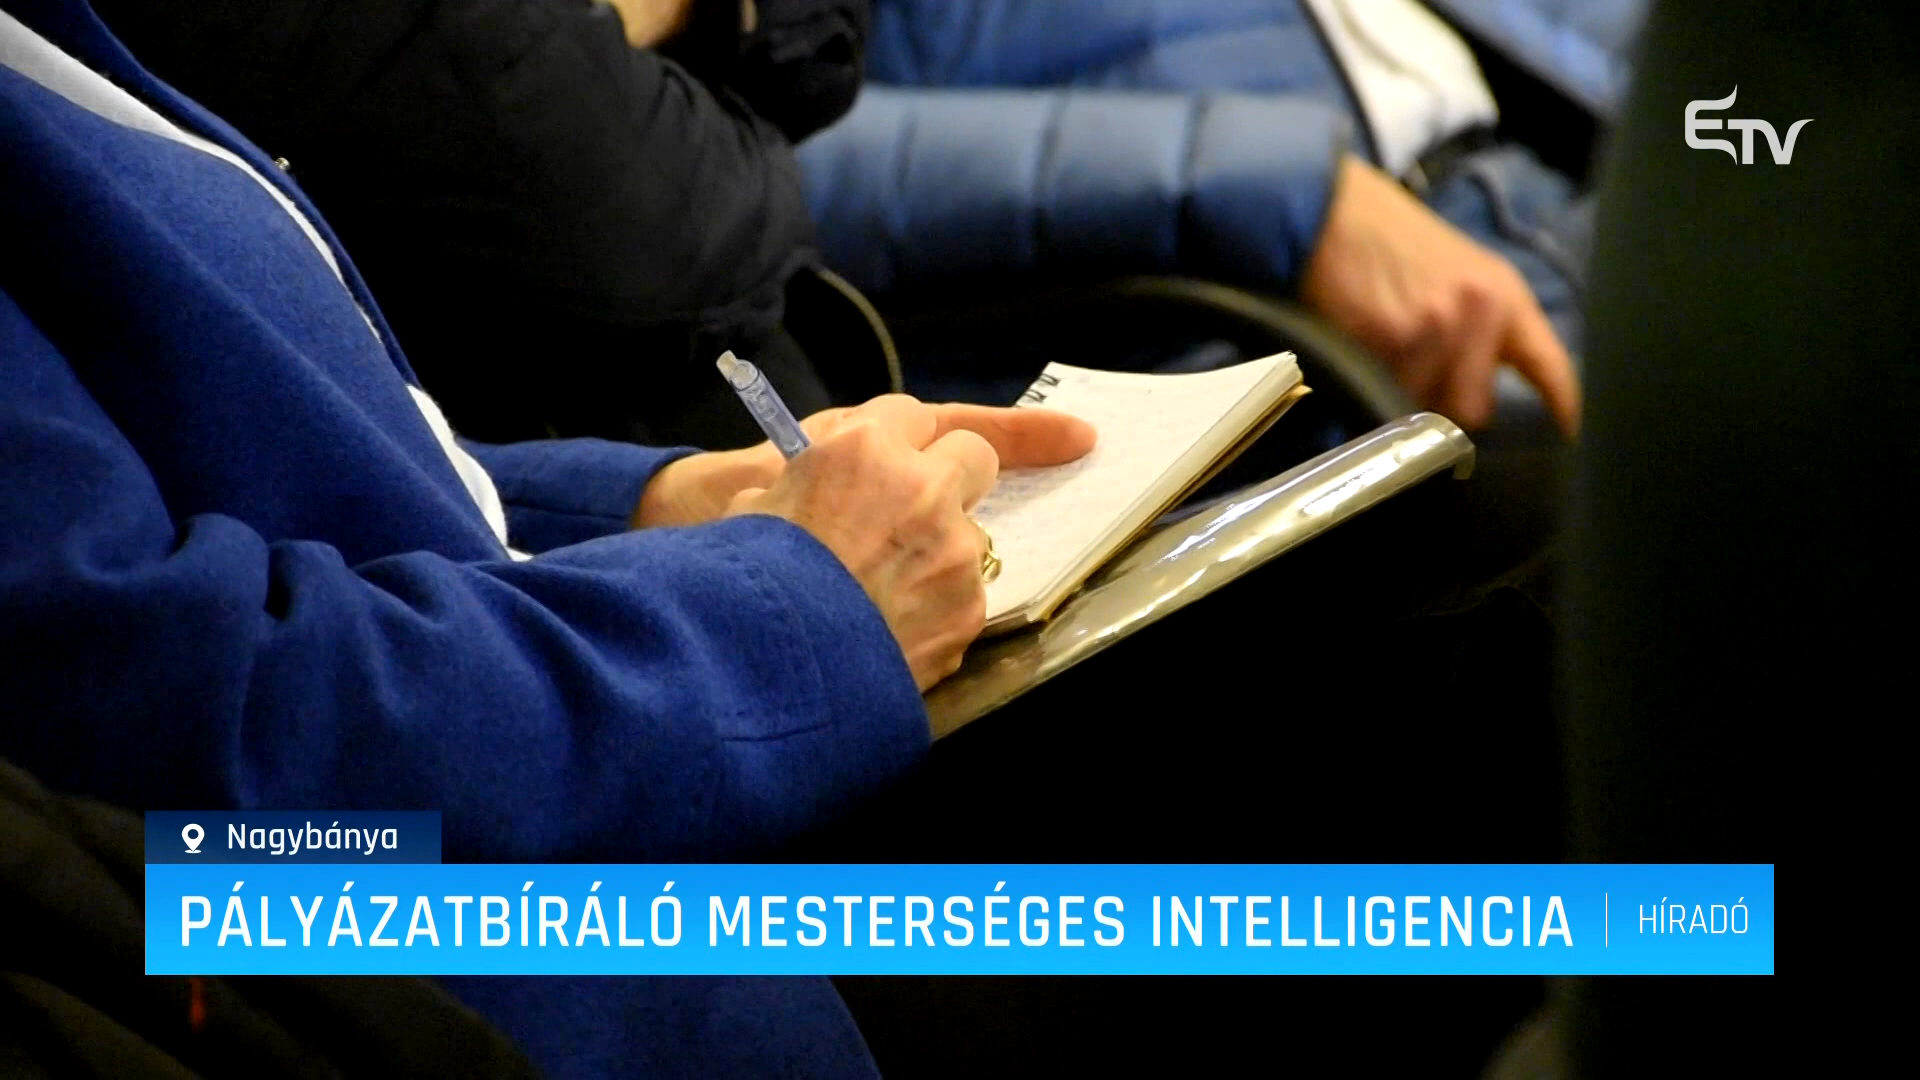 ETV
Nagybánya
PÁLYÁZATBÍRÁLÓ MESTERSÉGES INTELLIGENCIA
HÍRADÓ